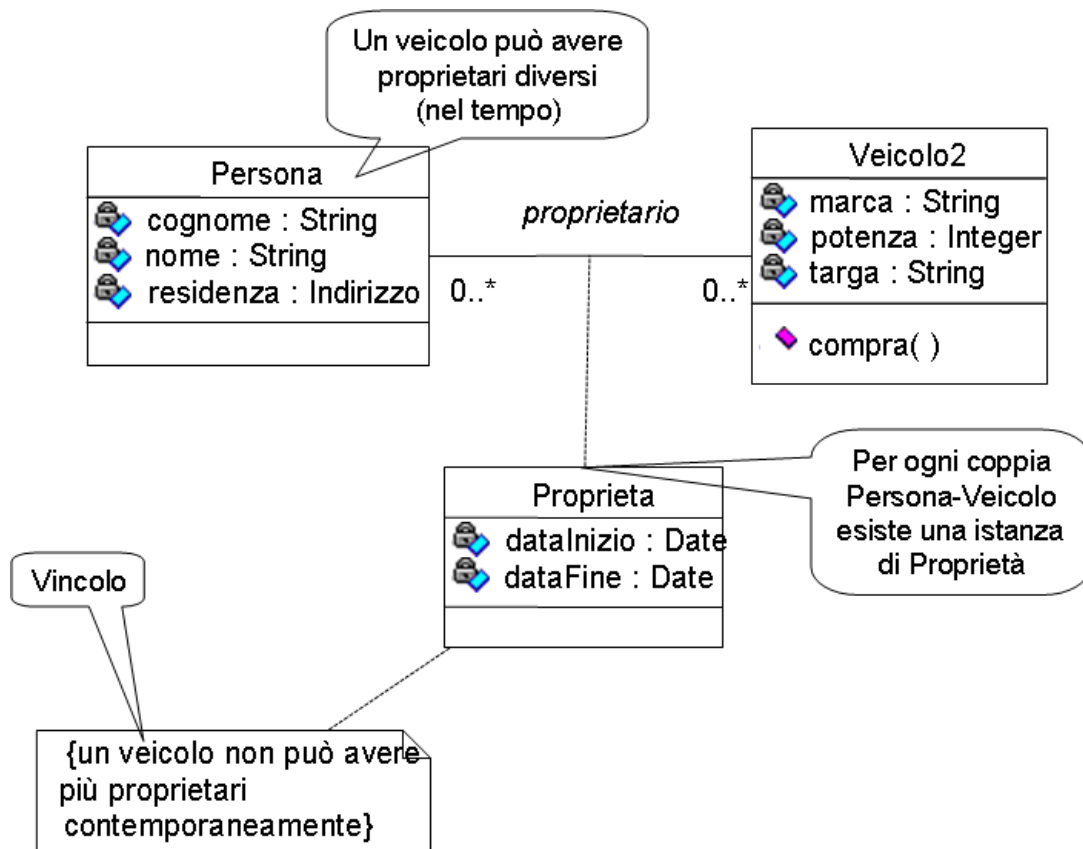 Un veicolo può avere
proprietari diversi
(nel tempo)
Persona
cognome : String
nome : String
residenza : Indirizzo
proprietario
0..*
0..*
Veicolo2
marca : String
potenza : Integer
targa : String
compra( )
Proprieta
dataInizio : Date
dataFine : Date
Per ogni coppia
Persona-Veicolo
esiste una istanza
di Proprietà
Vincolo
{un veicolo non può avere
più proprietari
contemporaneamente}